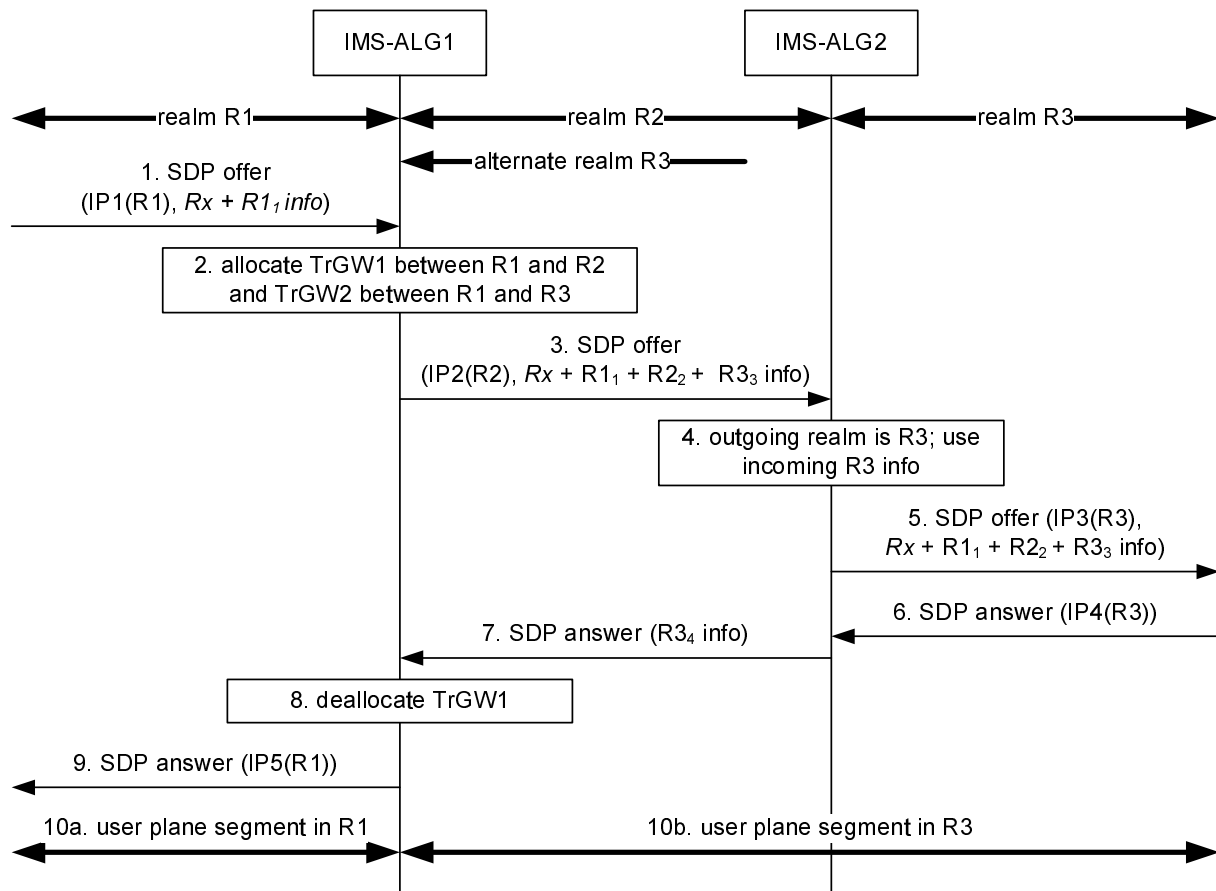 IMS-ALG1
IMS-ALG2
realm R1
realm R2
realm R3
alternate realm R3
1. SDP offer
(IP1(R1), Rx + R1₁ info)
2. allocate TrGW1 between R1 and R2
and TrGW2 between R1 and R3
3. SDP offer
(IP2(R2), Rx + R1₁ + R2₂ + R3₃ info)
4. outgoing realm is R3; use
incoming R3 info
5. SDP offer (IP3(R3),
Rx + R1₁ + R2₂ + R3₃ info)
6. SDP answer (IP4(R3))
7. SDP answer (R3₄ info)
8. deallocate TrGW1
9. SDP answer (IP5(R1))
10a. user plane segment in R1
10b. user plane segment in R3